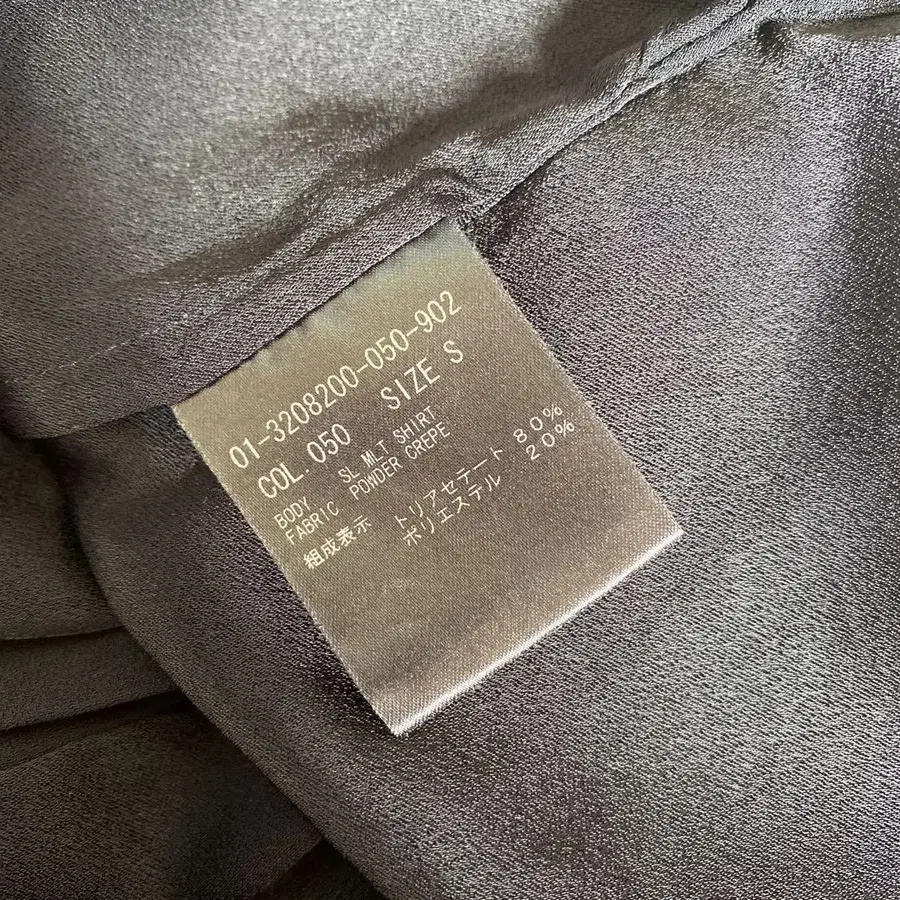 01-3208200-050-902
COL. 050 SIZE S
BODY SL MLT SHIRT
FABRIC POWDER CREPE
組成表示 トリアセテート 80%
ポリエステル 20%